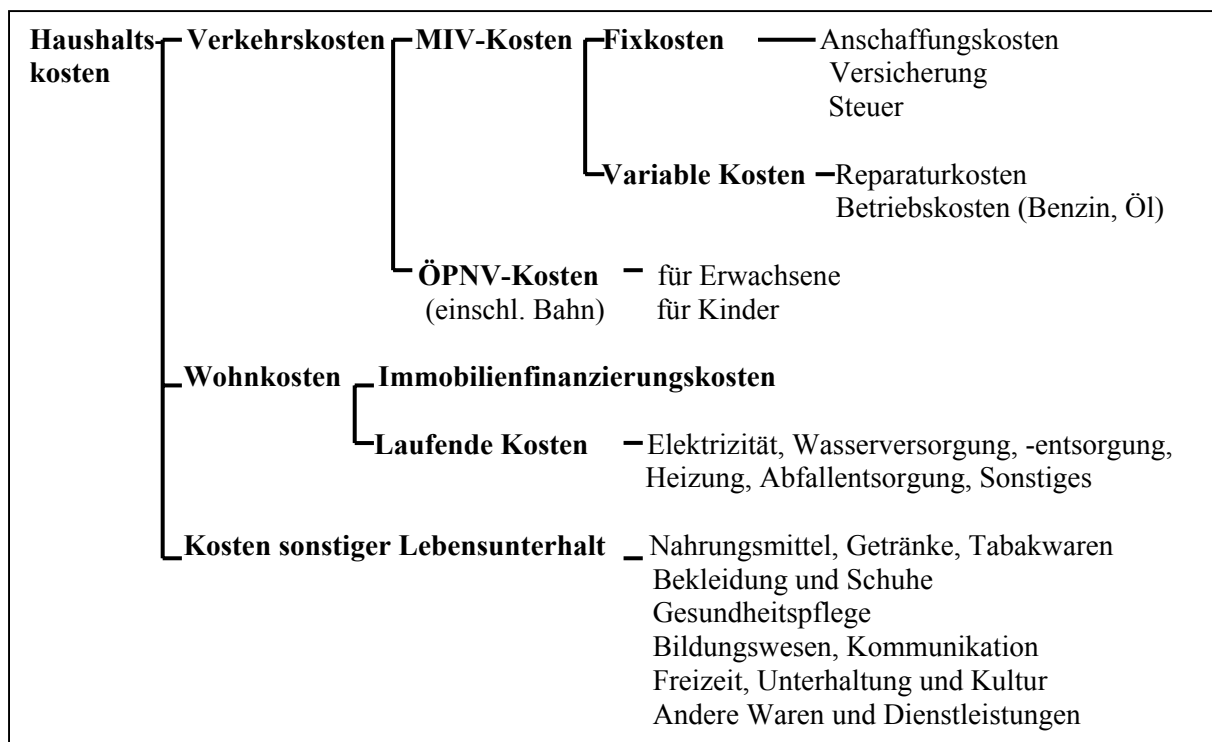 Haushalts- Verkehrskosten MIV-Kosten Fixkosten Anschaffungskosten
kosten Versicherung
Steuer
Variable Kosten Reparaturkosten
Betriebskosten (Benzin, Öl)
ÖPNV-Kosten für Erwachsene
(einschl. Bahn) für Kinder
Wohnkosten Immobilienfinanzierungskosten
Laufende Kosten Elektrizität, Wasserversorgung, -entsorgung,
Heizung, Abfallentsorgung, Sonstiges
Kosten sonstiger Lebensunterhalt Nahrungsmittel, Getränke, Tabakwaren
Bekleidung und Schuhe
Gesundheitspflege
Bildungswesen, Kommunikation
Freizeit, Unterhaltung und Kultur
Andere Waren und Dienstleistungen